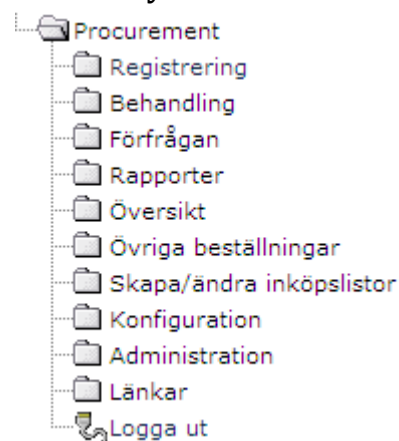 Procurement
Registrering
Behandling
Förfrågan
Rapporter
Översikt
Övriga beställningar
Skapa/ändra inköpslistor
Konfiguration
Administration
Länkar
Logga ut